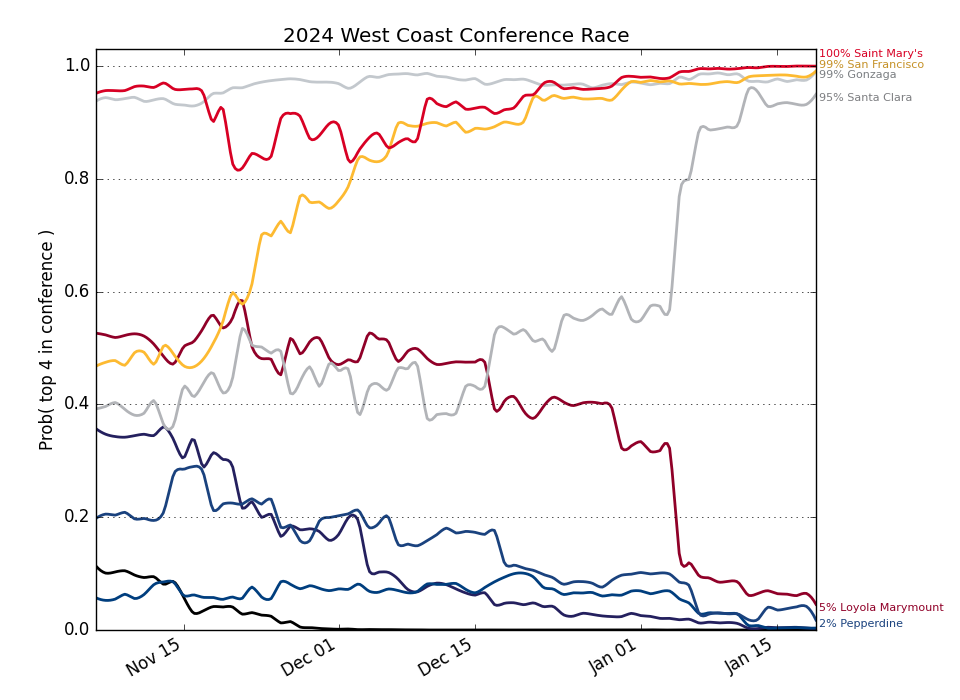 2024 West Coast Conference Race
Prob( top 4 in conference )
1.0
0.8
0.6
0.4
0.2
0.0
Nov 15
Dec 01
Dec 15
Jan 01
Jan 15
100% Saint Mary's
99% San Francisco
99% Gonzaga
95% Santa Clara
5% Loyola Marymount
2% Pepperdine